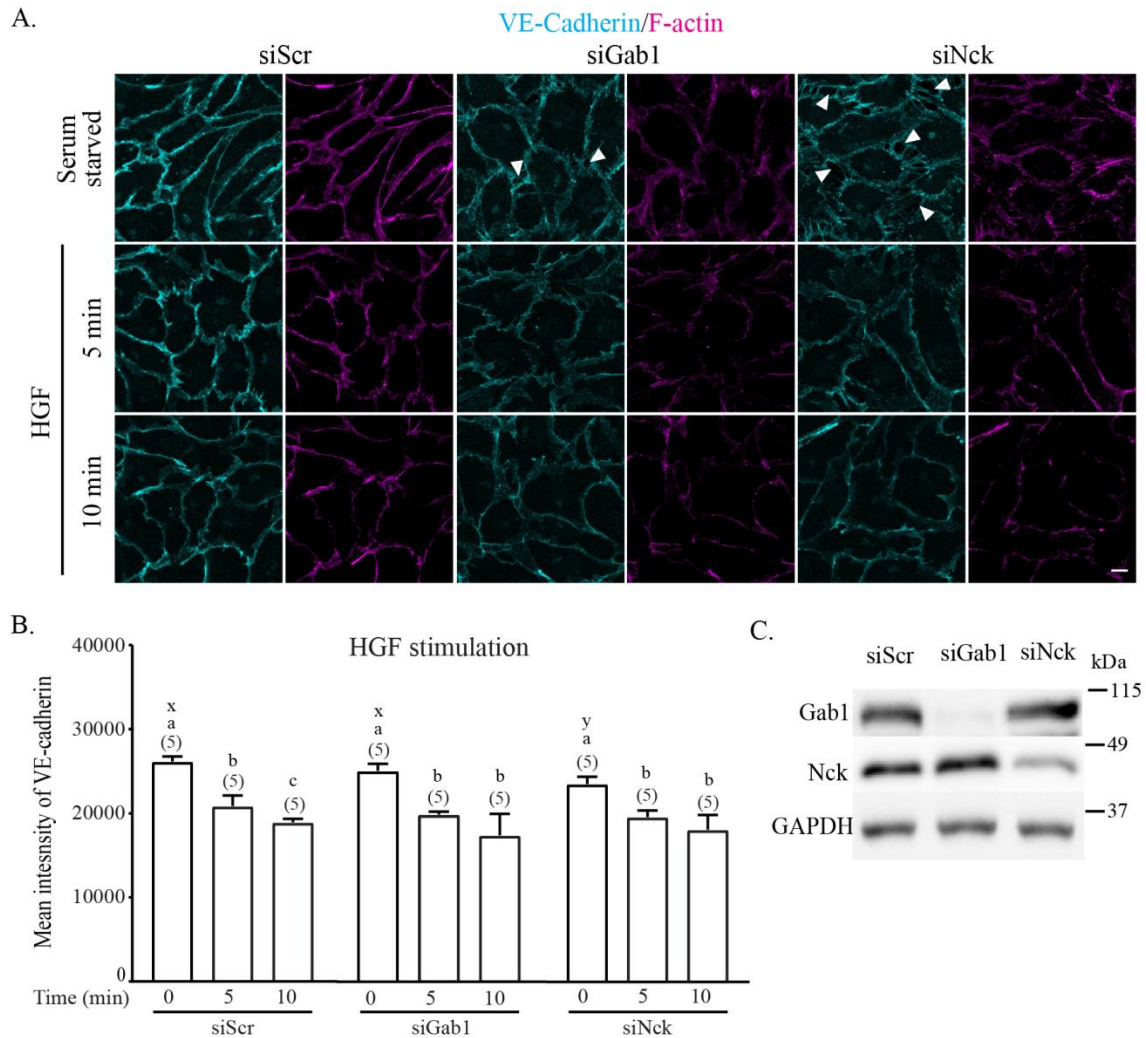 A.
VE-Cadherin/F-actin
siScr siGab1 siNck
Serum
starved
HGF
5 min
10 min
B.
HGF stimulation
Mean intesnsity of VE-cadherin
40000
30000
20000
10000
0
x x y
a b c a b b a b b
(5) (5) (5) (5) (5) (5) (5) (5) (5)
Time (min) 0 5 10 0 5 10 0 5 10
siScr siGab1 siNck
C.
siScr siGab1 siNck kDa
Gab1 115
Nck 49
GAPDH 37